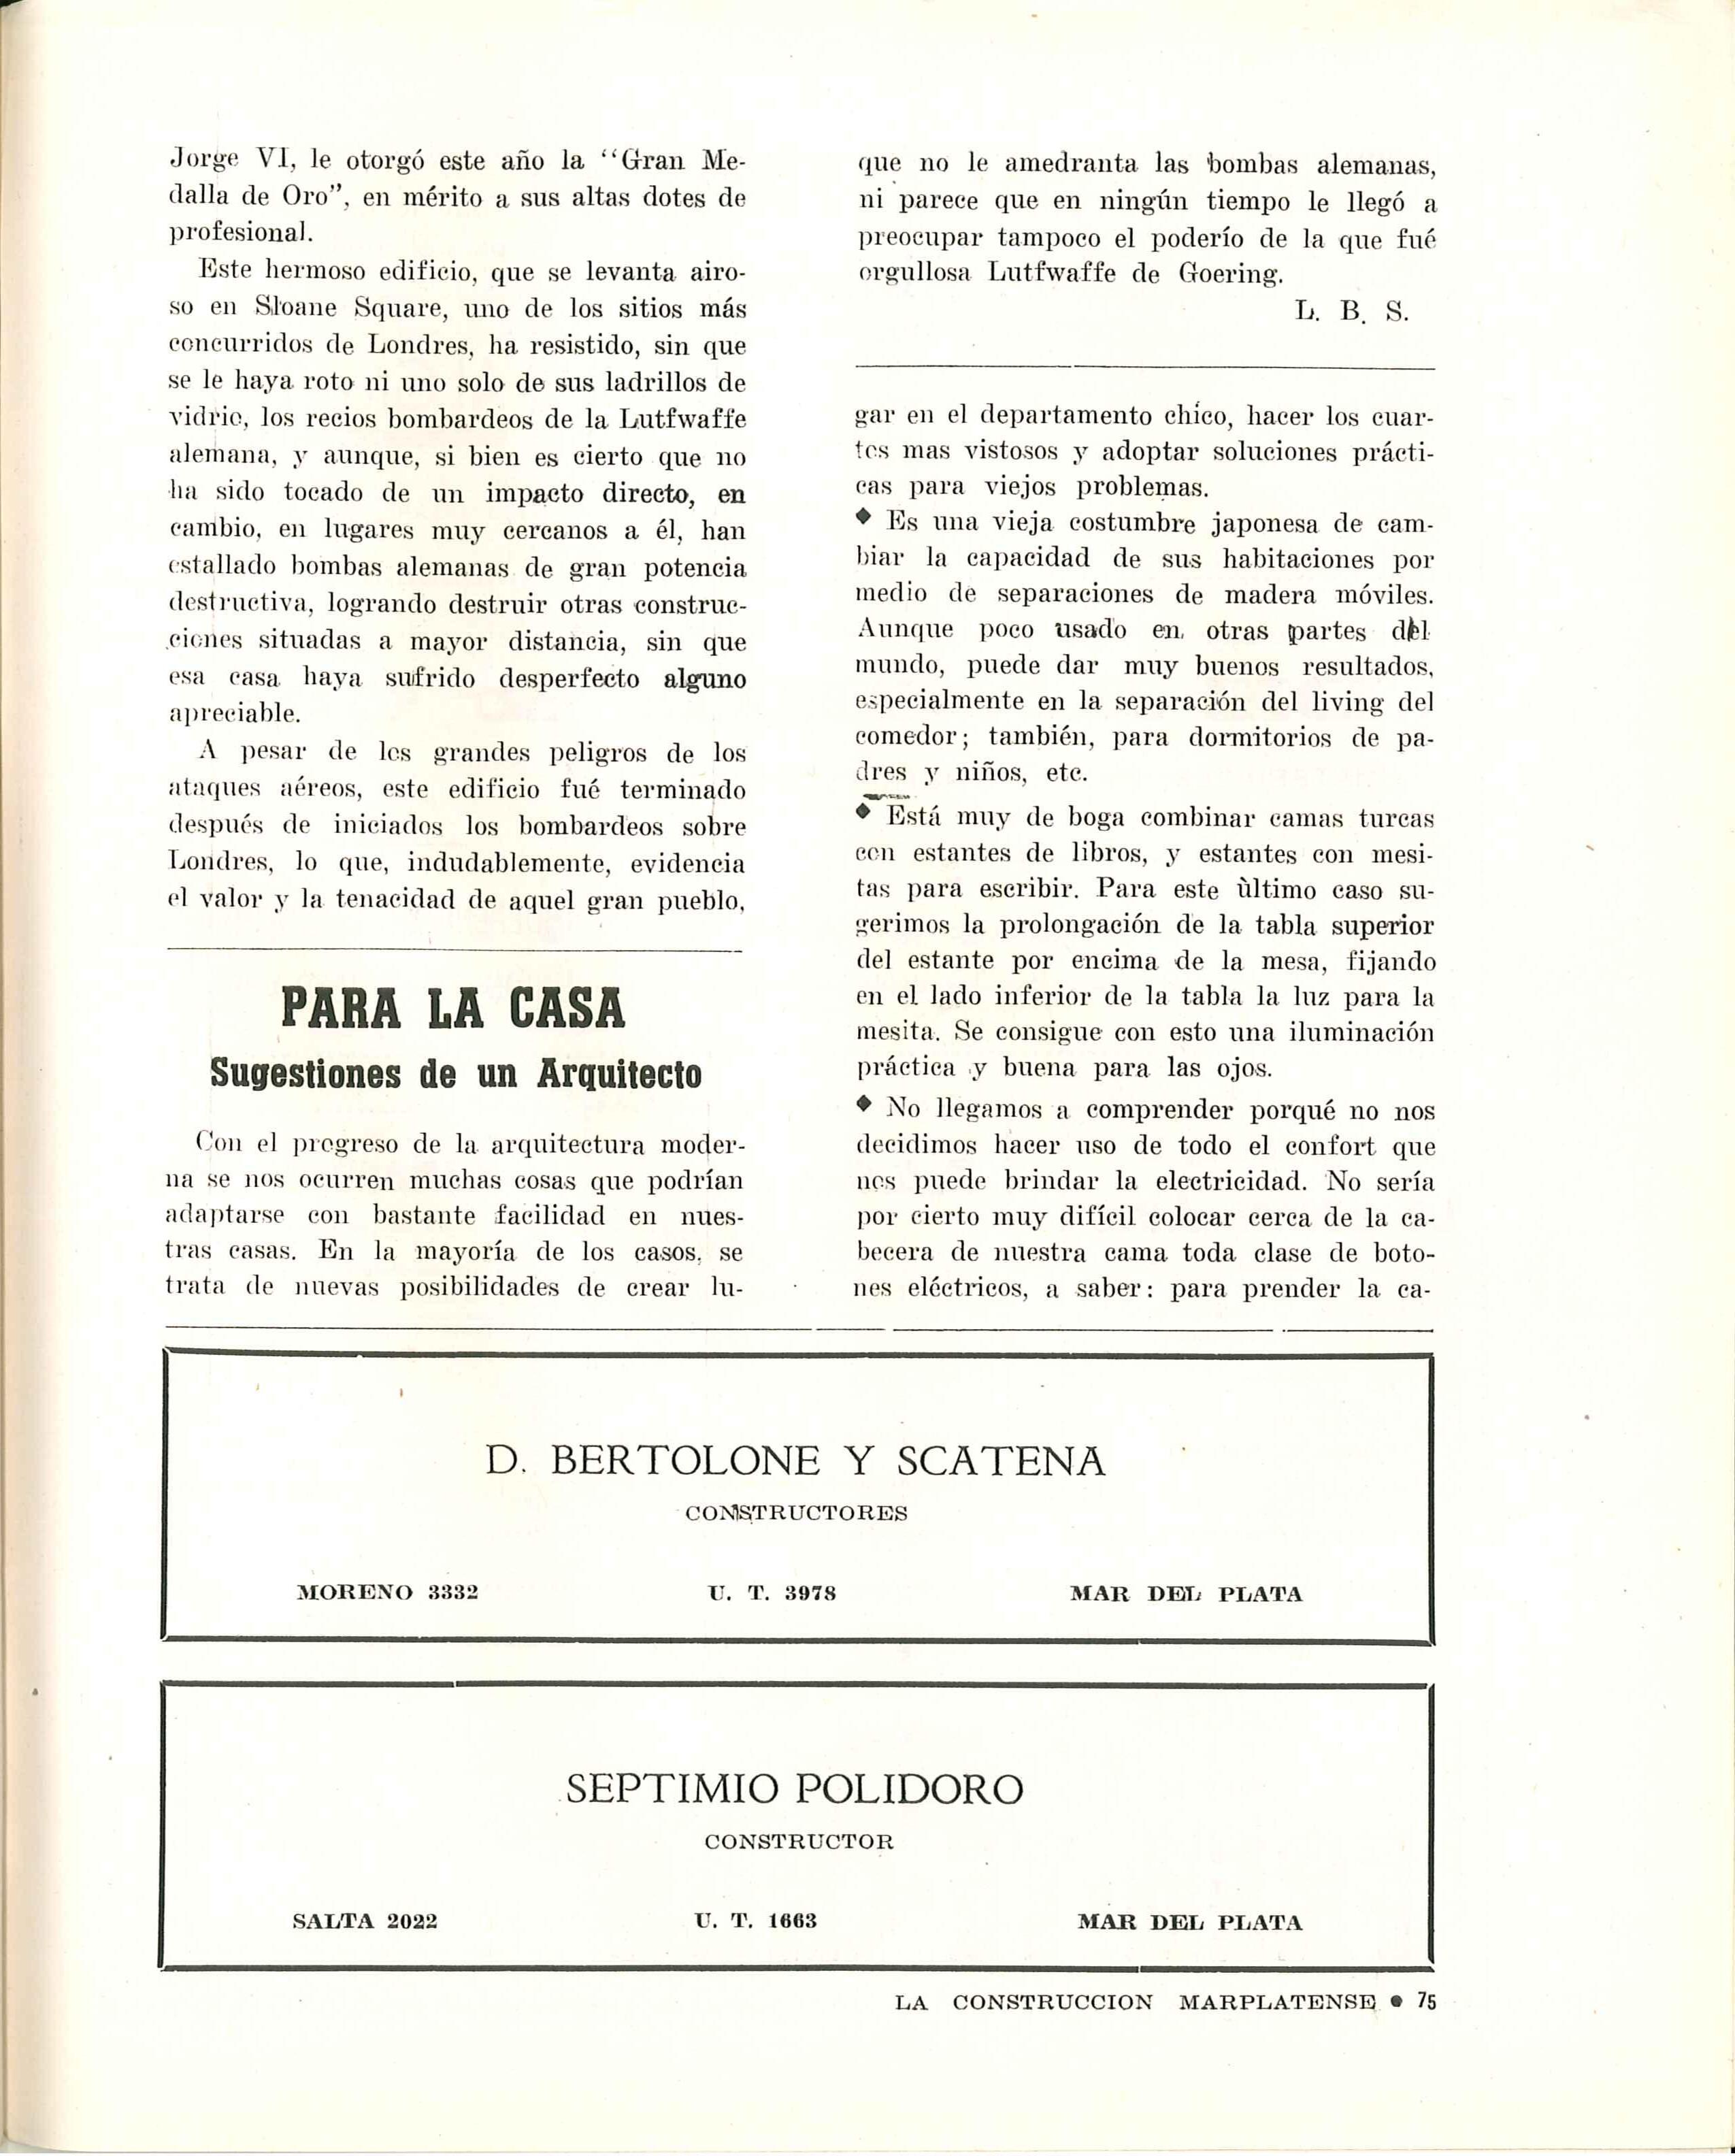 Jorge VI, le otorgó este año la “Gran Me-
dalla de Oro”, en mérito a sus altas dotes de
profesional.
Este hermoso edificio, que se levanta airo-
so en Sloane Square, uno de los sitios más
concurridos de Londres, ha resistido, sin que
se le haya roto ni uno solo de sus ladrillos de
vidrio, los recios bombardeos de la Lutfwaffe
alemana, y aunque, si bien es cierto que no
ha sido tocado de un impacto directo, en
cambio, en lugares muy cercanos a él, han
estallado bombas alemanas de gran potencia
destructiva, logrando destruir otras construc-
ciones situadas a mayor distancia, sin que
esa casa haya sufrido desperfecto alguno
apreciable.
A pesar de los grandes peligros de los
ataques aéreos, este edificio fué terminado
después de iniciados los bombardeos sobre
Londres, lo que, indudablemente, evidencia
el valor y la tenacidad de aquel gran pueblo,
que no le amedranta las bombas alemanas,
ni parece que en ningún tiempo le llegó a
preocupar tampoco el poderío de la que fué
orgullosa Lutfwaffe de Goering.
L. B. S.
PARA LA CASA
Sugestiones de un Arquitecto
Con el progreso de la arquitectura moder-
na se nos ocurren muchas cosas que podrían
adaptarse con bastante facilidad en nues-
tras casas. En la mayoría de los casos, se
trata de nuevas posibilidades de crear lu-
gar en el departamento chico, hacer los cuar-
tos mas vistosos y adoptar soluciones prácti-
cas para viejos problemas.
♦ Es una vieja costumbre japonesa de cam-
biar la capacidad de sus habitaciones por
medio de separaciones de madera móviles.
Aunque poco usado en otras partes del
mundo, puede dar muy buenos resultados,
especialmente en la separación del living del
comedor; también, para dormitorios de pa-
dres y niños, etc.
♦ Está muy de boga combinar camas turcas
con estantes de libros, y estantes con mesi-
tas para escribir. Para este ùltimo caso su-
gerimos la prolongación de la tabla superior
del estante por encima de la mesa, fijando
en el lado inferior de la tabla la luz para la
mesita. Se consigue con esto una iluminación
práctica y buena para las ojos.
♦ No llegamos a comprender porqué no nos
decidimos hacer uso de todo el confort que
nos puede brindar la electricidad. No sería
por cierto muy difícil colocar cerca de la ca-
becera de nuestra cama toda clase de boto-
nes eléctricos, a saber: para prender la ca-
D. BERTOLONE Y SCATENA
CONSTRUCTORES
MORENO 3332 U. T. 3978 MAR DEL PLATA
SEPTIMIO POLIDORO
CONSTRUCTOR
SALTA 2022 U. T. 1663 MAR DEL PLATA
LA CONSTRUCCION MARPLATENSE ● 75